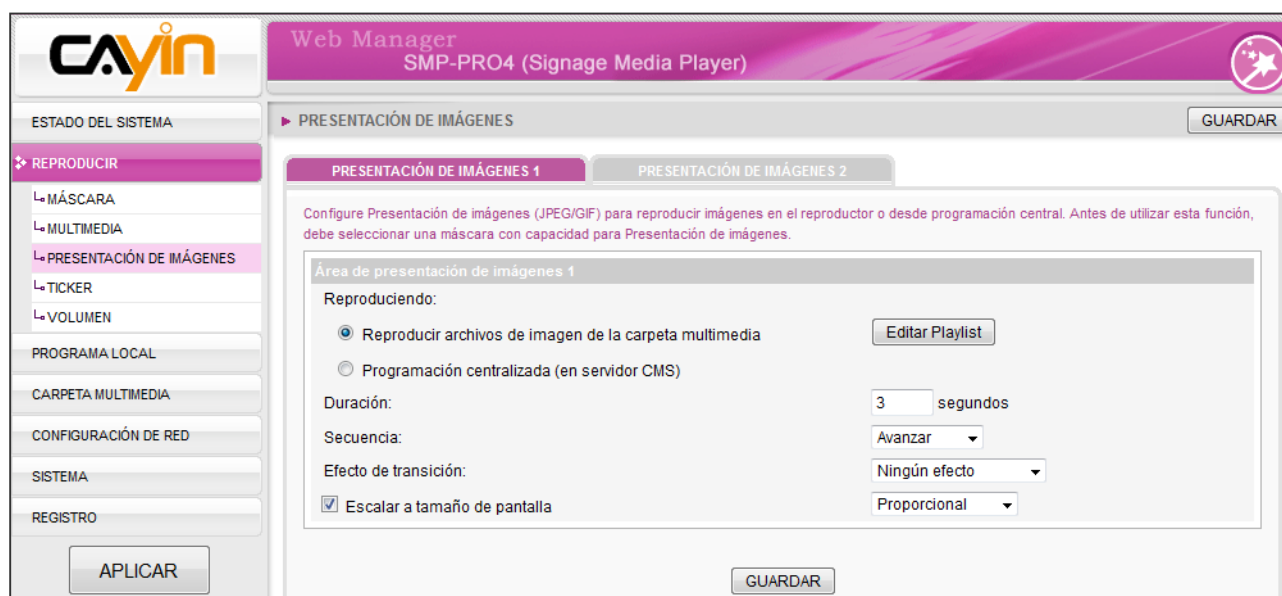 CAYIN
Web Manager
SMP-PRO4 (Signage Media Player)
ESTADO DEL SISTEMA
REPRODUCIR
MÁSCARA
MULTIMEDIA
PRESENTACIÓN DE IMÁGENES
TICKER
VOLUMEN
PROGRAMA LOCAL
CARPETA MULTIMEDIA
CONFIGURACIÓN DE RED
SISTEMA
REGISTRO
APLICAR
PRESENTACIÓN DE IMÁGENES
GUARDAR
PRESENTACIÓN DE IMÁGENES 1
PRESENTACIÓN DE IMÁGENES 2
Configure Presentación de imágenes (JPEG/GIF) para reproducir imágenes en el reproductor o desde programación central. Antes de utilizar esta función,
debe seleccionar una máscara con capacidad para Presentación de imágenes.
Área de presentación de imágenes 1
Reproduciendo:
Reproducir archivos de imagen de la carpeta multimedia
Editar Playlist
Programación centralizada (en servidor CMS)
Duración:
3 segundos
Secuencia:
Avanzar
Efecto de transición:
Ningún efecto
Escalar a tamaño de pantalla
Proporcional
GUARDAR